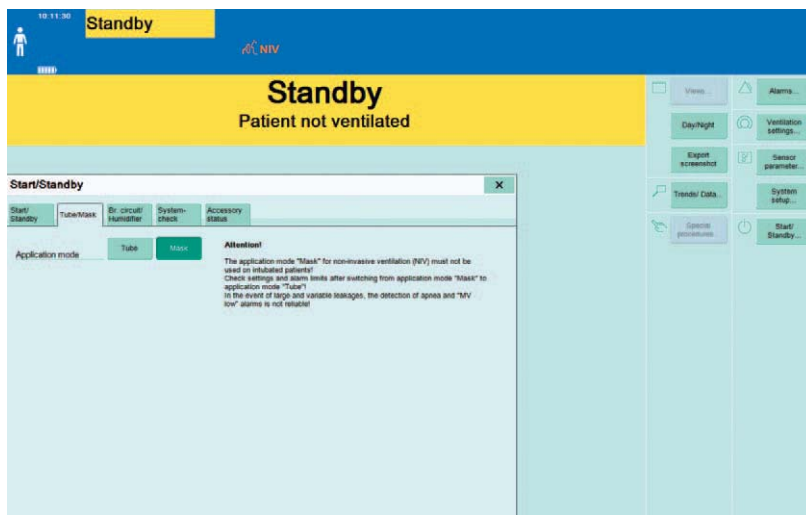 10:11:30
Standby
NIV
Standby
Patient not ventilated
Views...
Alarms...
Day/Night
Ventilation
settings...
Export
screenshot
Sensor
parameter...
Trends/ Data...
System
setup...
Special
procedures...
Start/
Standby...
Start/Standby
X
Start/
Standby
Tube/Mask
Br. circuit/
Humidifier
System-
check
Accessory
status
Application mode
Tube
Mask
Attention!
The application mode "Mask" for non-invasive ventilation (NIV) must not be
used on intubated patients!
Check settings and alarm limits after switching from application mode "Mask" to
application mode "Tube"!
In the event of large and variable leakages, the detection of apnea and "MV
low" alarms is not reliable!